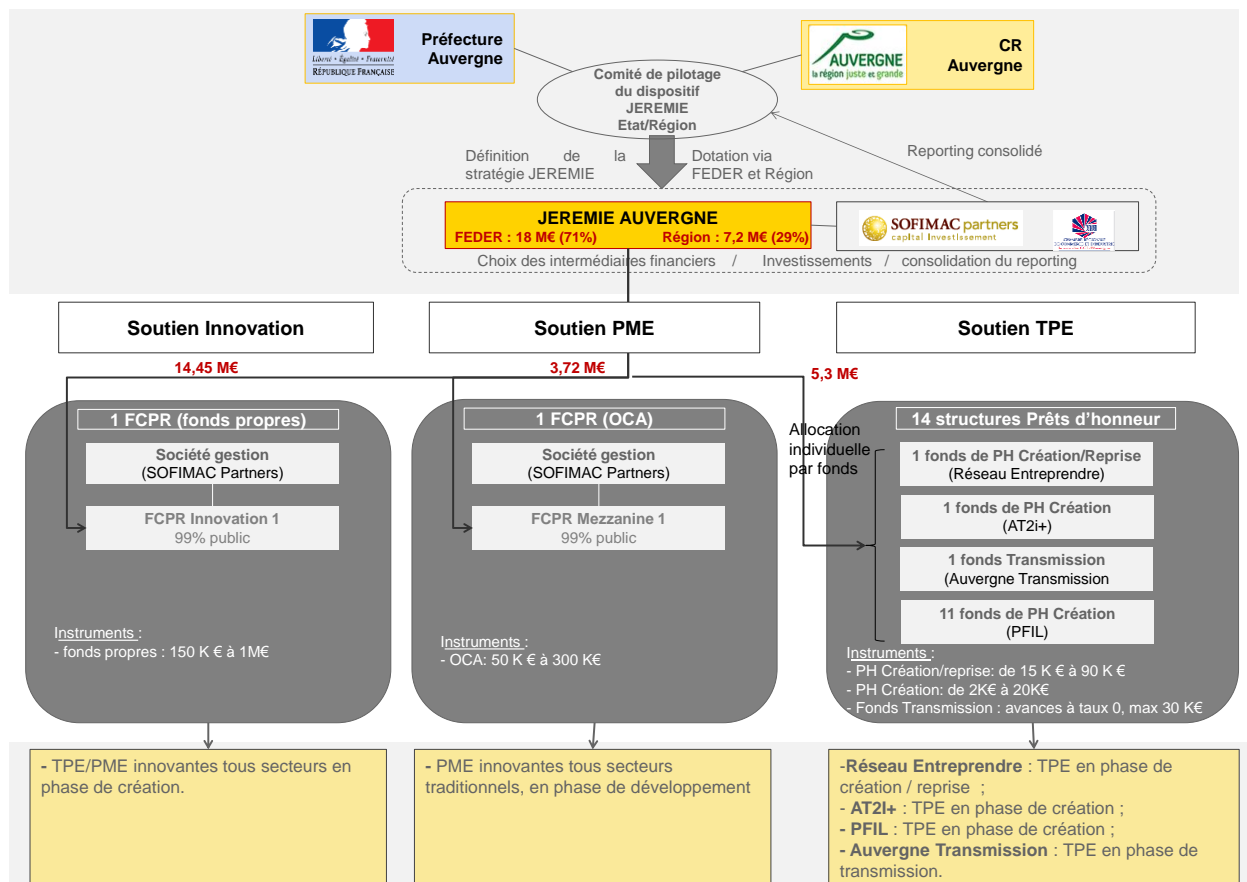 Liberté • Égalité • Fraternité
RÉPUBLIQUE FRANÇAISE
Préfecture
Auvergne
AUVERGNE
la région juste et grande
CR
Auvergne
Comité de pilotage
du dispositif
JEREMIE
Etat/Région
Définition de la
stratégie JEREMIE
Dotation via
FEDER et Région
Reporting consolidé
JEREMIE AUVERGNE
FEDER : 18 M€ (71%) Région : 7,2 M€ (29%)
SOFIMAC partners
capital investissement
Choix des intermédiaires financiers / Investissements / consolidation du reporting
Soutien Innovation
Soutien PME
Soutien TPE
14,45 M€
3,72 M€
5,3 M€
1 FCPR (fonds propres)
Société gestion
(SOFIMAC Partners)
FCPR Innovation 1
99% public
Instruments :
- fonds propres : 150 K € à 1M€
1 FCPR (OCA)
Société gestion
(SOFIMAC Partners)
FCPR Mezzanine 1
99% public
Instruments :
- OCA: 50 K € à 300 K€
Allocation
individuelle
par fonds
14 structures Prêts d'honneur
1 fonds de PH Création/Reprise
(Réseau Entreprendre)
1 fonds de PH Création
(AT2i+)
1 fonds Transmission
(Auvergne Transmission
11 fonds de PH Création
(PFIL)
Instruments :
- PH Création/reprise: de 15 K € à 90 K €
- PH Création: de 2K€ à 20K€
- Fonds Transmission : avances à taux 0, max 30 K€
- TPE/PME innovantes tous secteurs en
phase de création.
- PME innovantes tous secteurs
traditionnels, en phase de développement
-Réseau Entreprendre : TPE en phase de
création / reprise ;
- AT2I+ : TPE en phase de création ;
- PFIL : TPE en phase de création ;
- Auvergne Transmission : TPE en phase de
transmission.